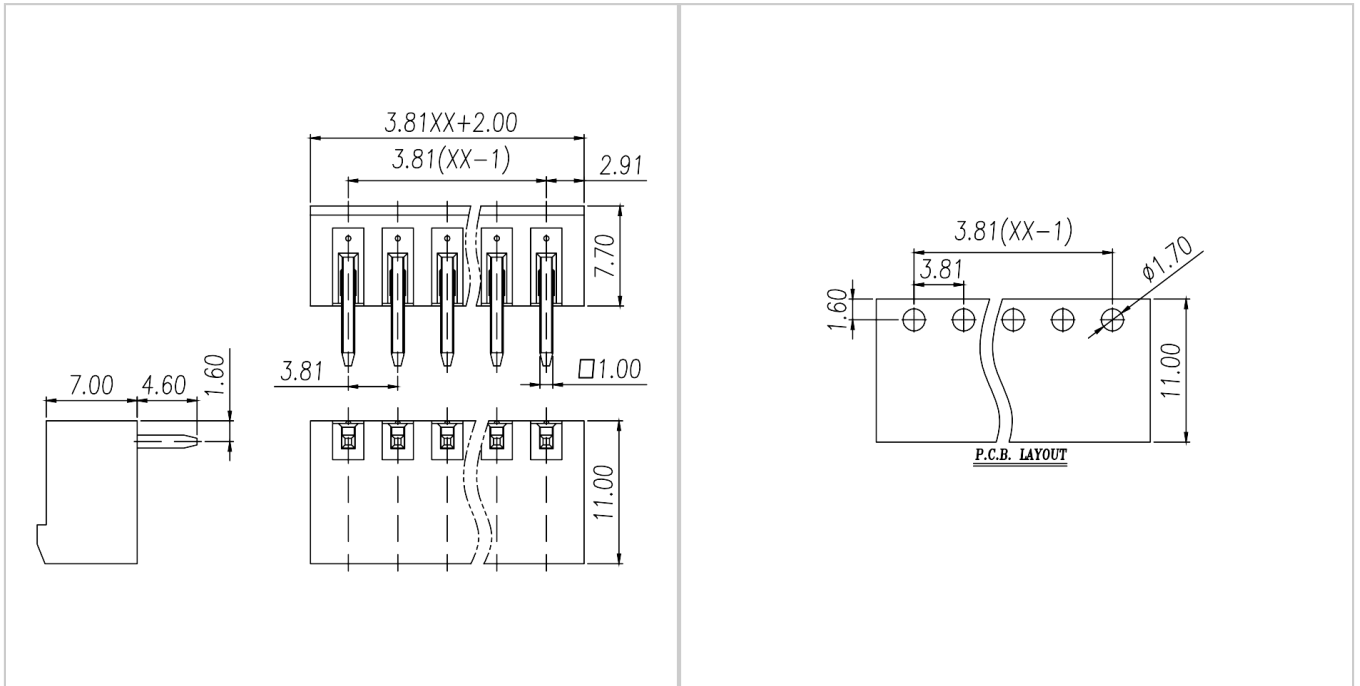 3.81XX+2.00
3.81(XX-1)
2.91
7.70
3.81
□1.00
7.00
4.60
1.60
11.00
3.81(XX-1)
3.81
ø1.70
1.60
11.00
P.C.B. LAYOUT